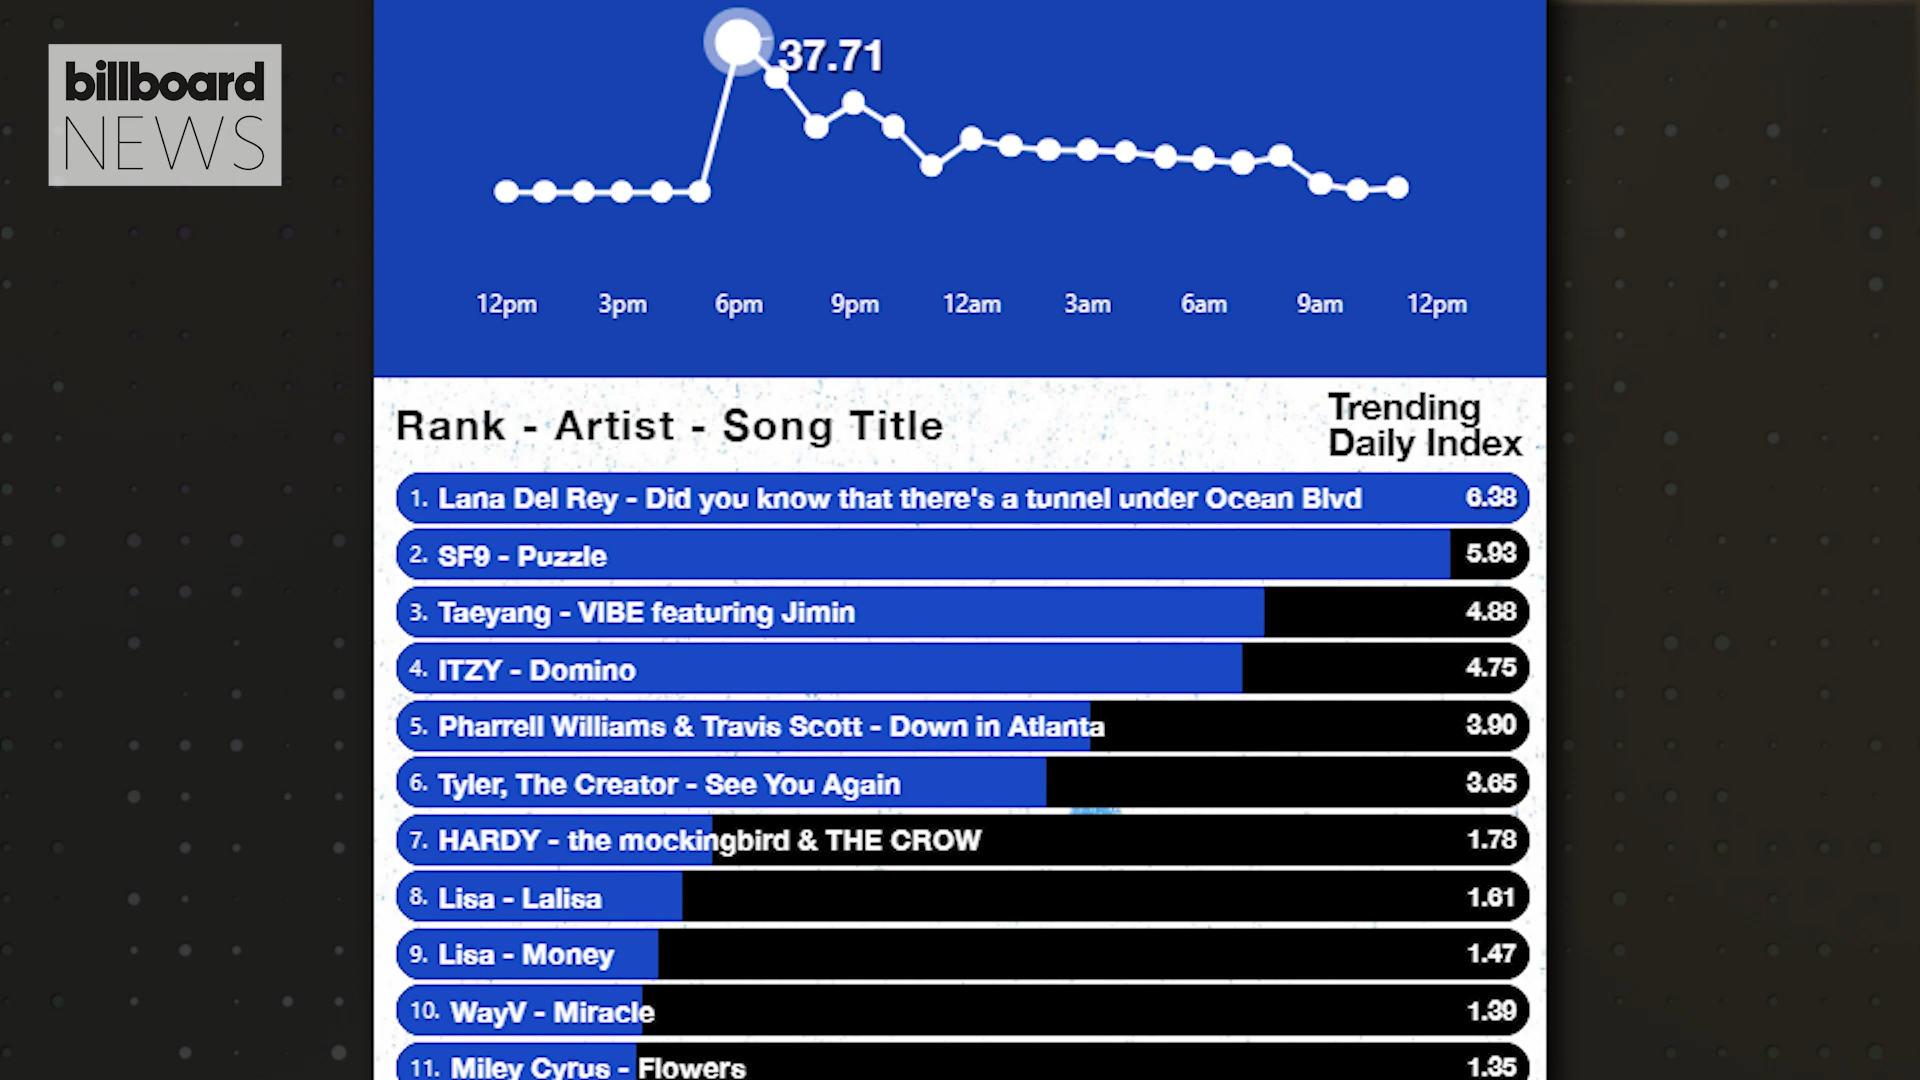 billboard
NEWS
37.71
12pm 3pm 6pm 9pm 12am 3am 6am 9am 12pm
Rank - Artist - Song Title
Trending
Daily Index
1. Lana Del Rey - Did you know that there's a tunnel under Ocean Blvd 6.38
2. SF9 - Puzzle 5.93
3. Taeyang - VIBE featuring Jimin 4.88
4. ITZY - Domino 4.75
5. Pharrell Williams & Travis Scott - Down in Atlanta 3.90
6. Tyler, The Creator - See You Again 3.65
7. HARDY - the mockingbird & THE CROW 1.78
8. Lisa - Lalisa 1.61
9. Lisa - Money 1.47
10. WayV - Miracle 1.39
11. Miley Cyrus - Flowers 1.35